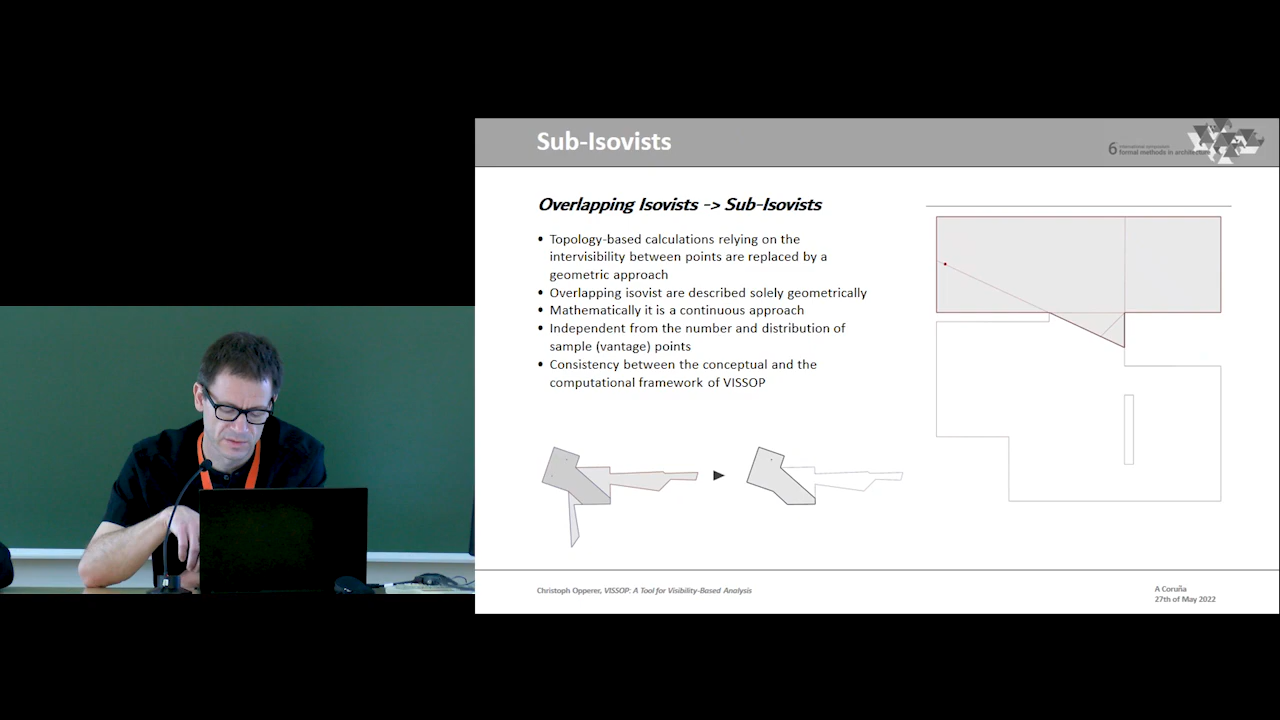 Sub-Isovists
6
formal methods in architecture
Overlapping Isovists -> Sub-Isovists
• Topology-based calculations relying on the
intervisibility between points are replaced by a
geometric approach
• Overlapping isovist are described solely geometrically
• Mathematically it is a continuous approach
• Independent from the number and distribution of
sample (vantage) points
• Consistency between the conceptual and the
computational framework of VISSOP
Christoph Opperer, VISSOP: A Tool for Visibility-Based Analysis
A Coruña
27th of May 2022